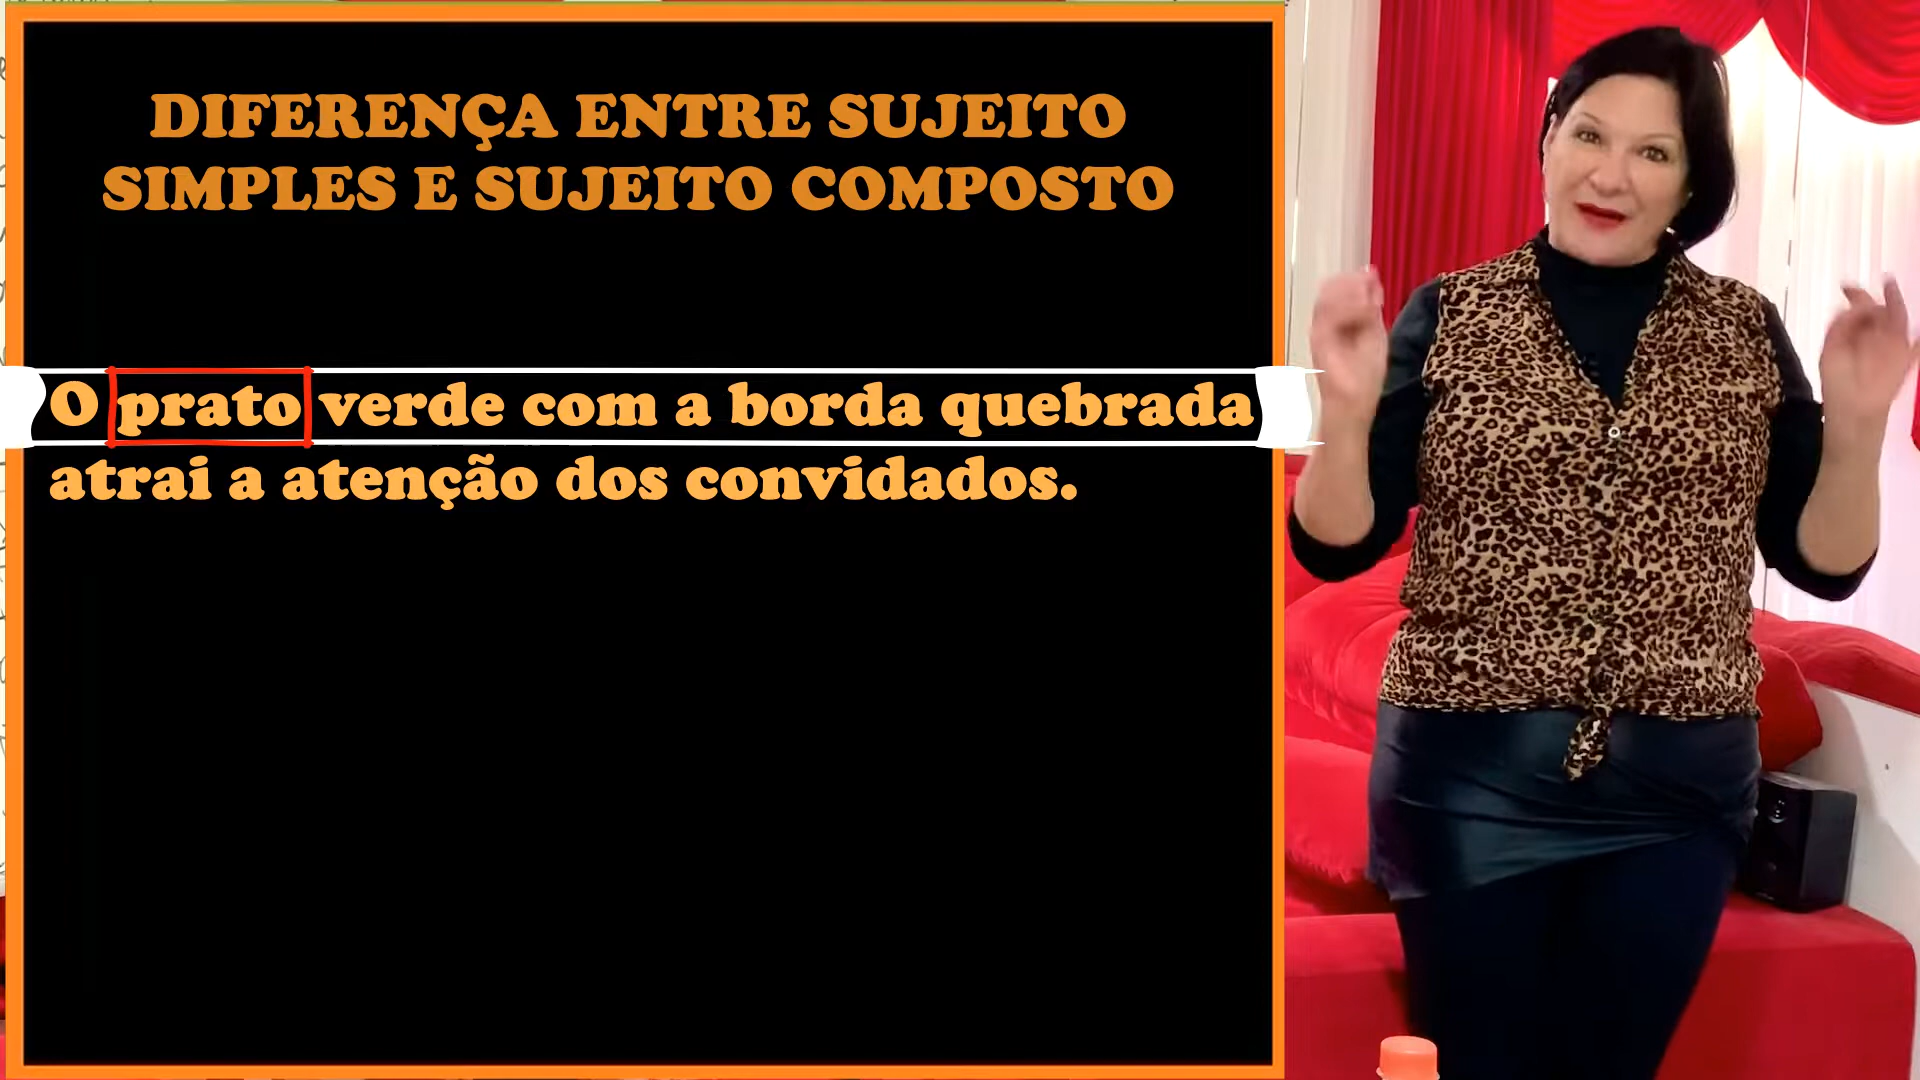 DIFERENÇA ENTRE SUJEITO
SIMPLES E SUJEITO COMPOSTO
O prato verde com a borda quebrada
atrai a atenção dos convidados.